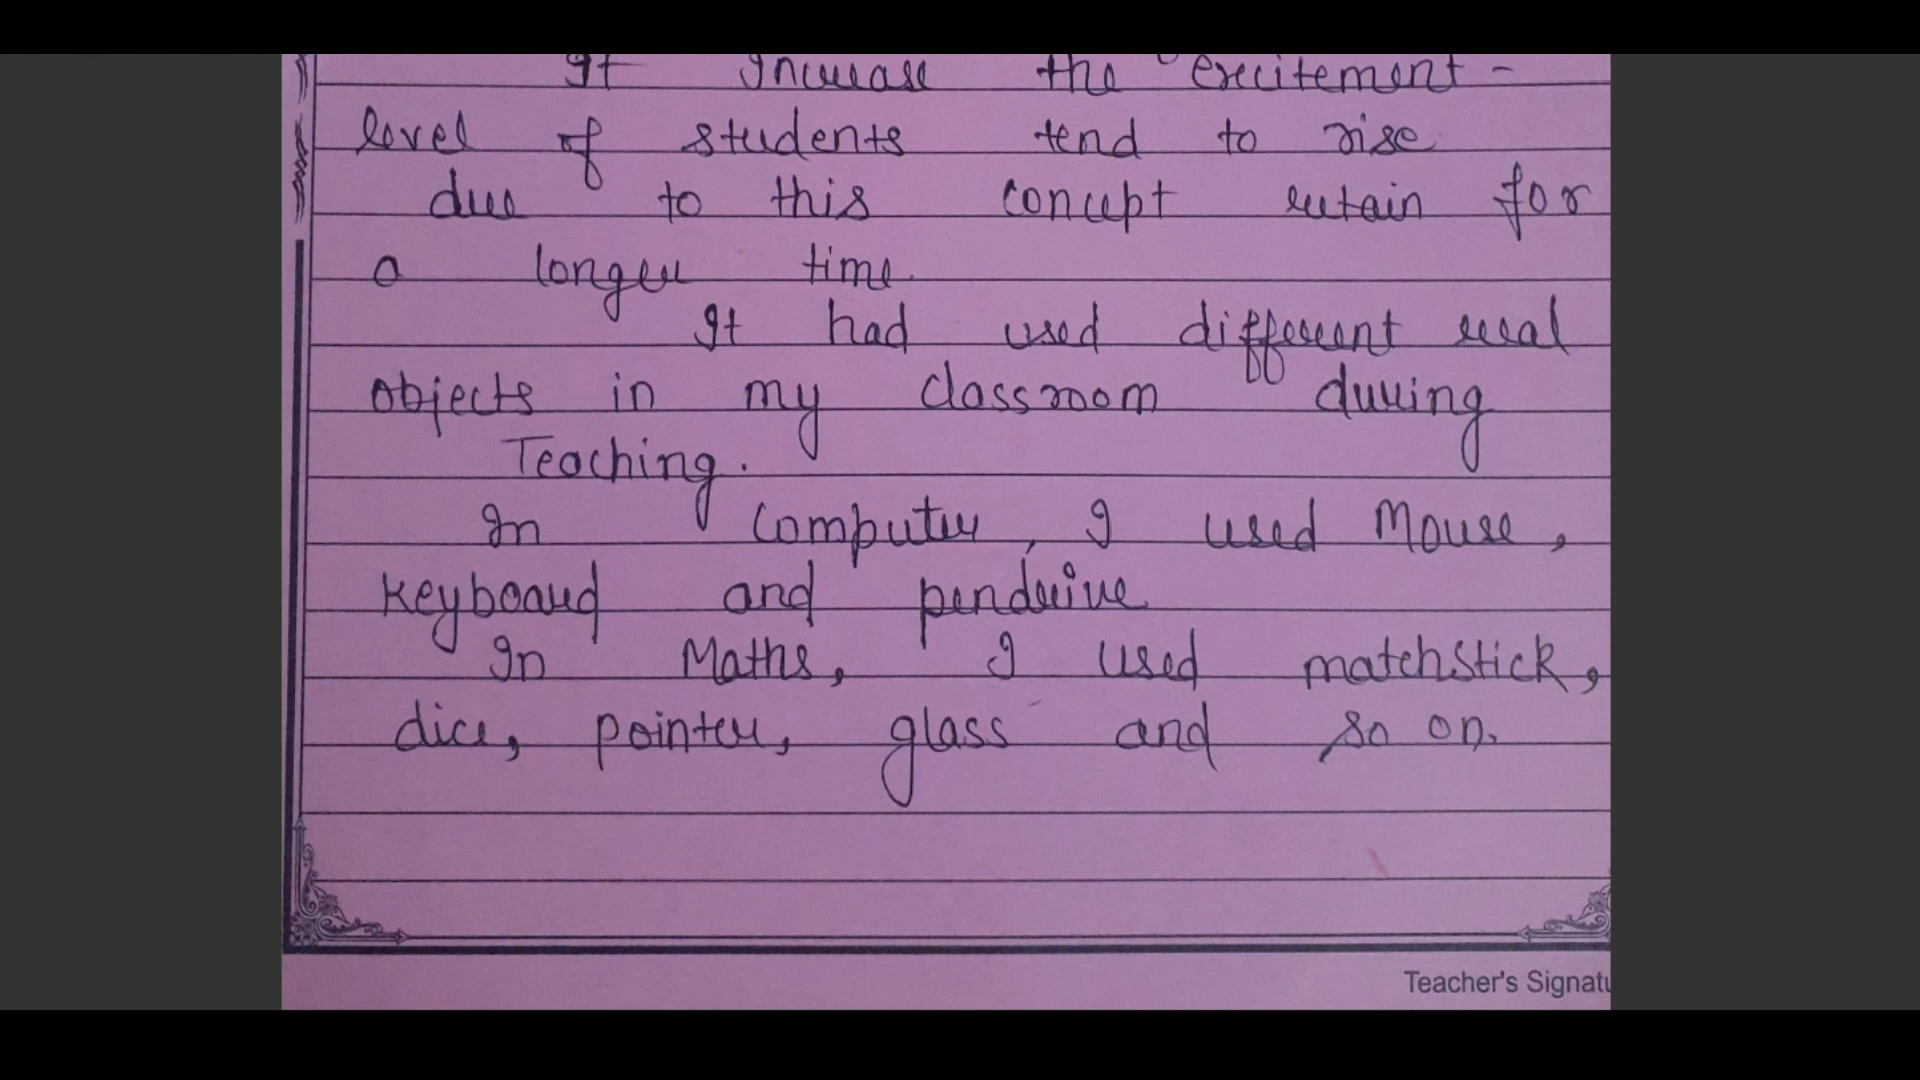 It Increase the excitement -
level of students tend to rise
due to this concept retain for
a longer time.
It had used different real
objects in my classroom during
Teaching.
In Computer, I used Mouse,
Keyboard and pendrive
In Maths, I used matchstick,
dice, pointer, glass and so on.
Teacher's